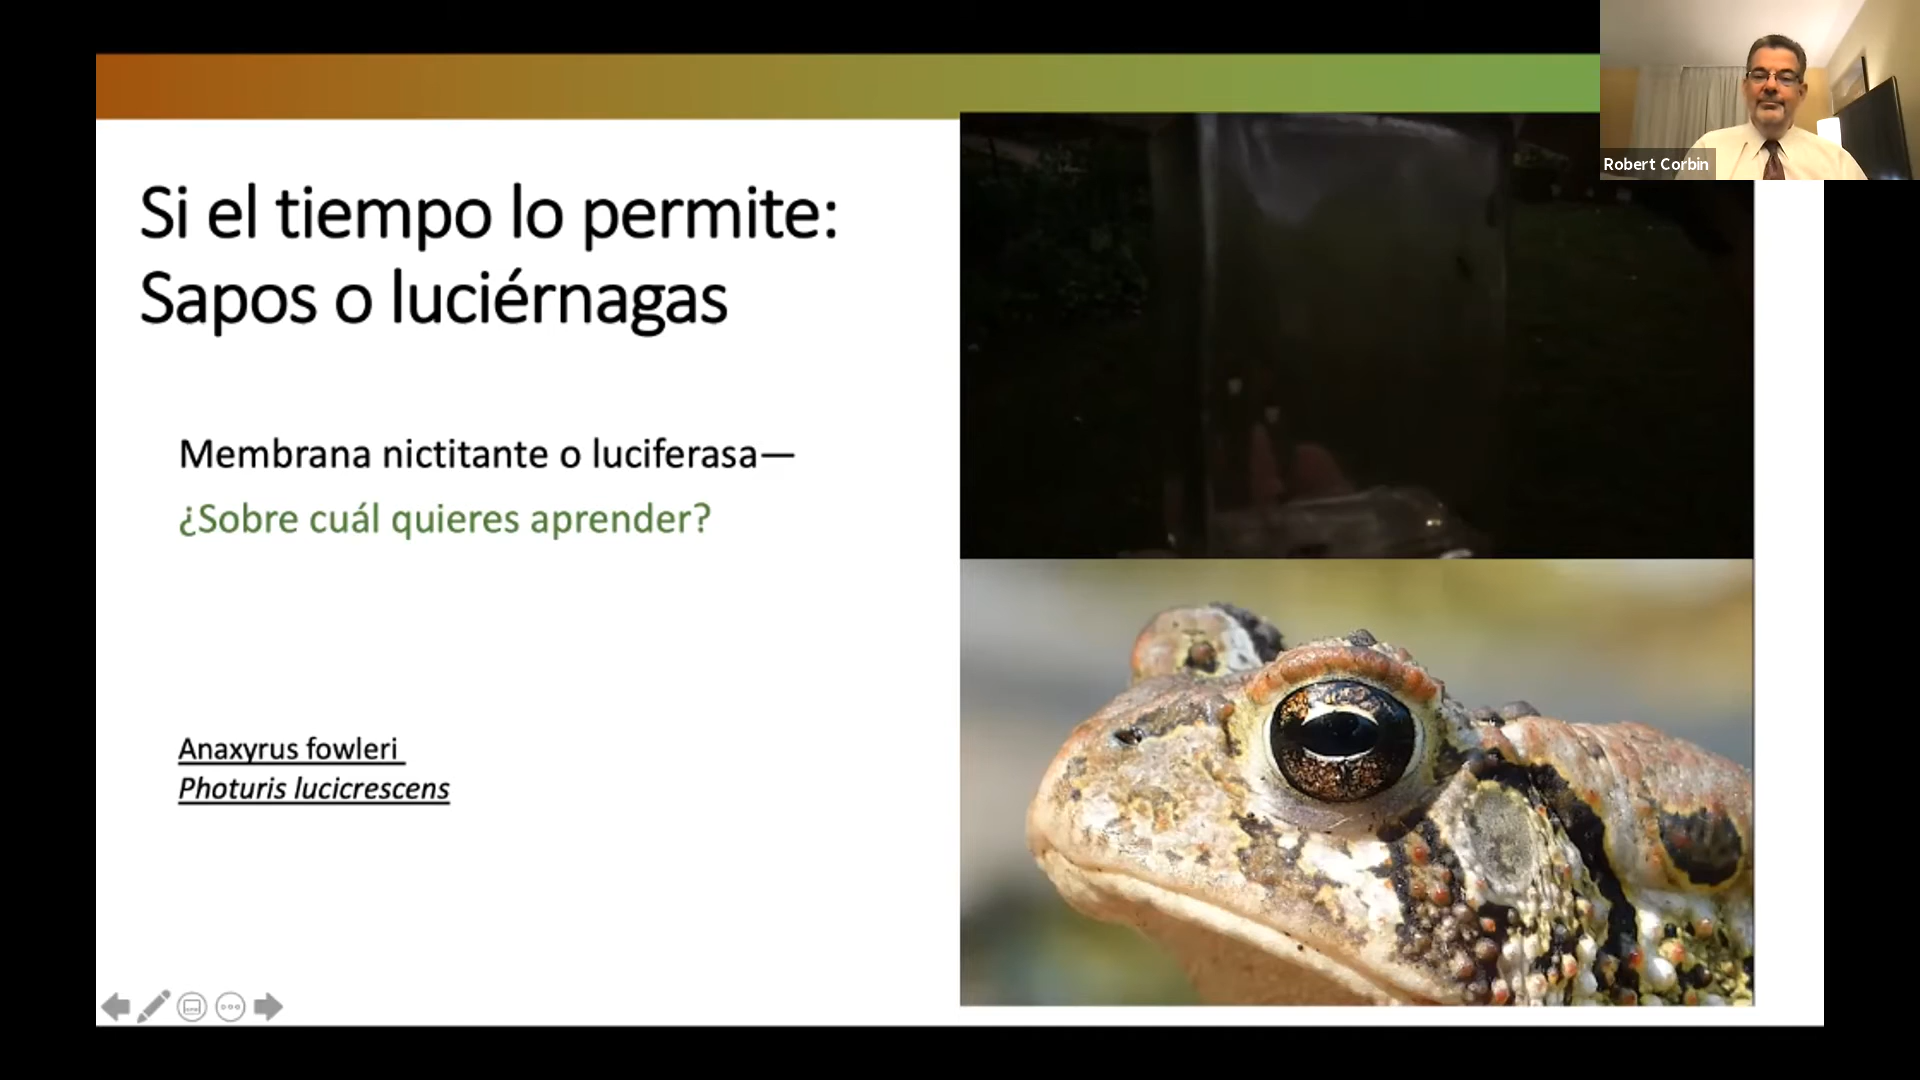 Robert Corbin
Si el tiempo lo permite:
Sapos o luciérnagas
Membrana nictitante o luciferasa—
¿Sobre cuál quieres aprender?
Anaxyrus fowleri
Photuris lucicrescens